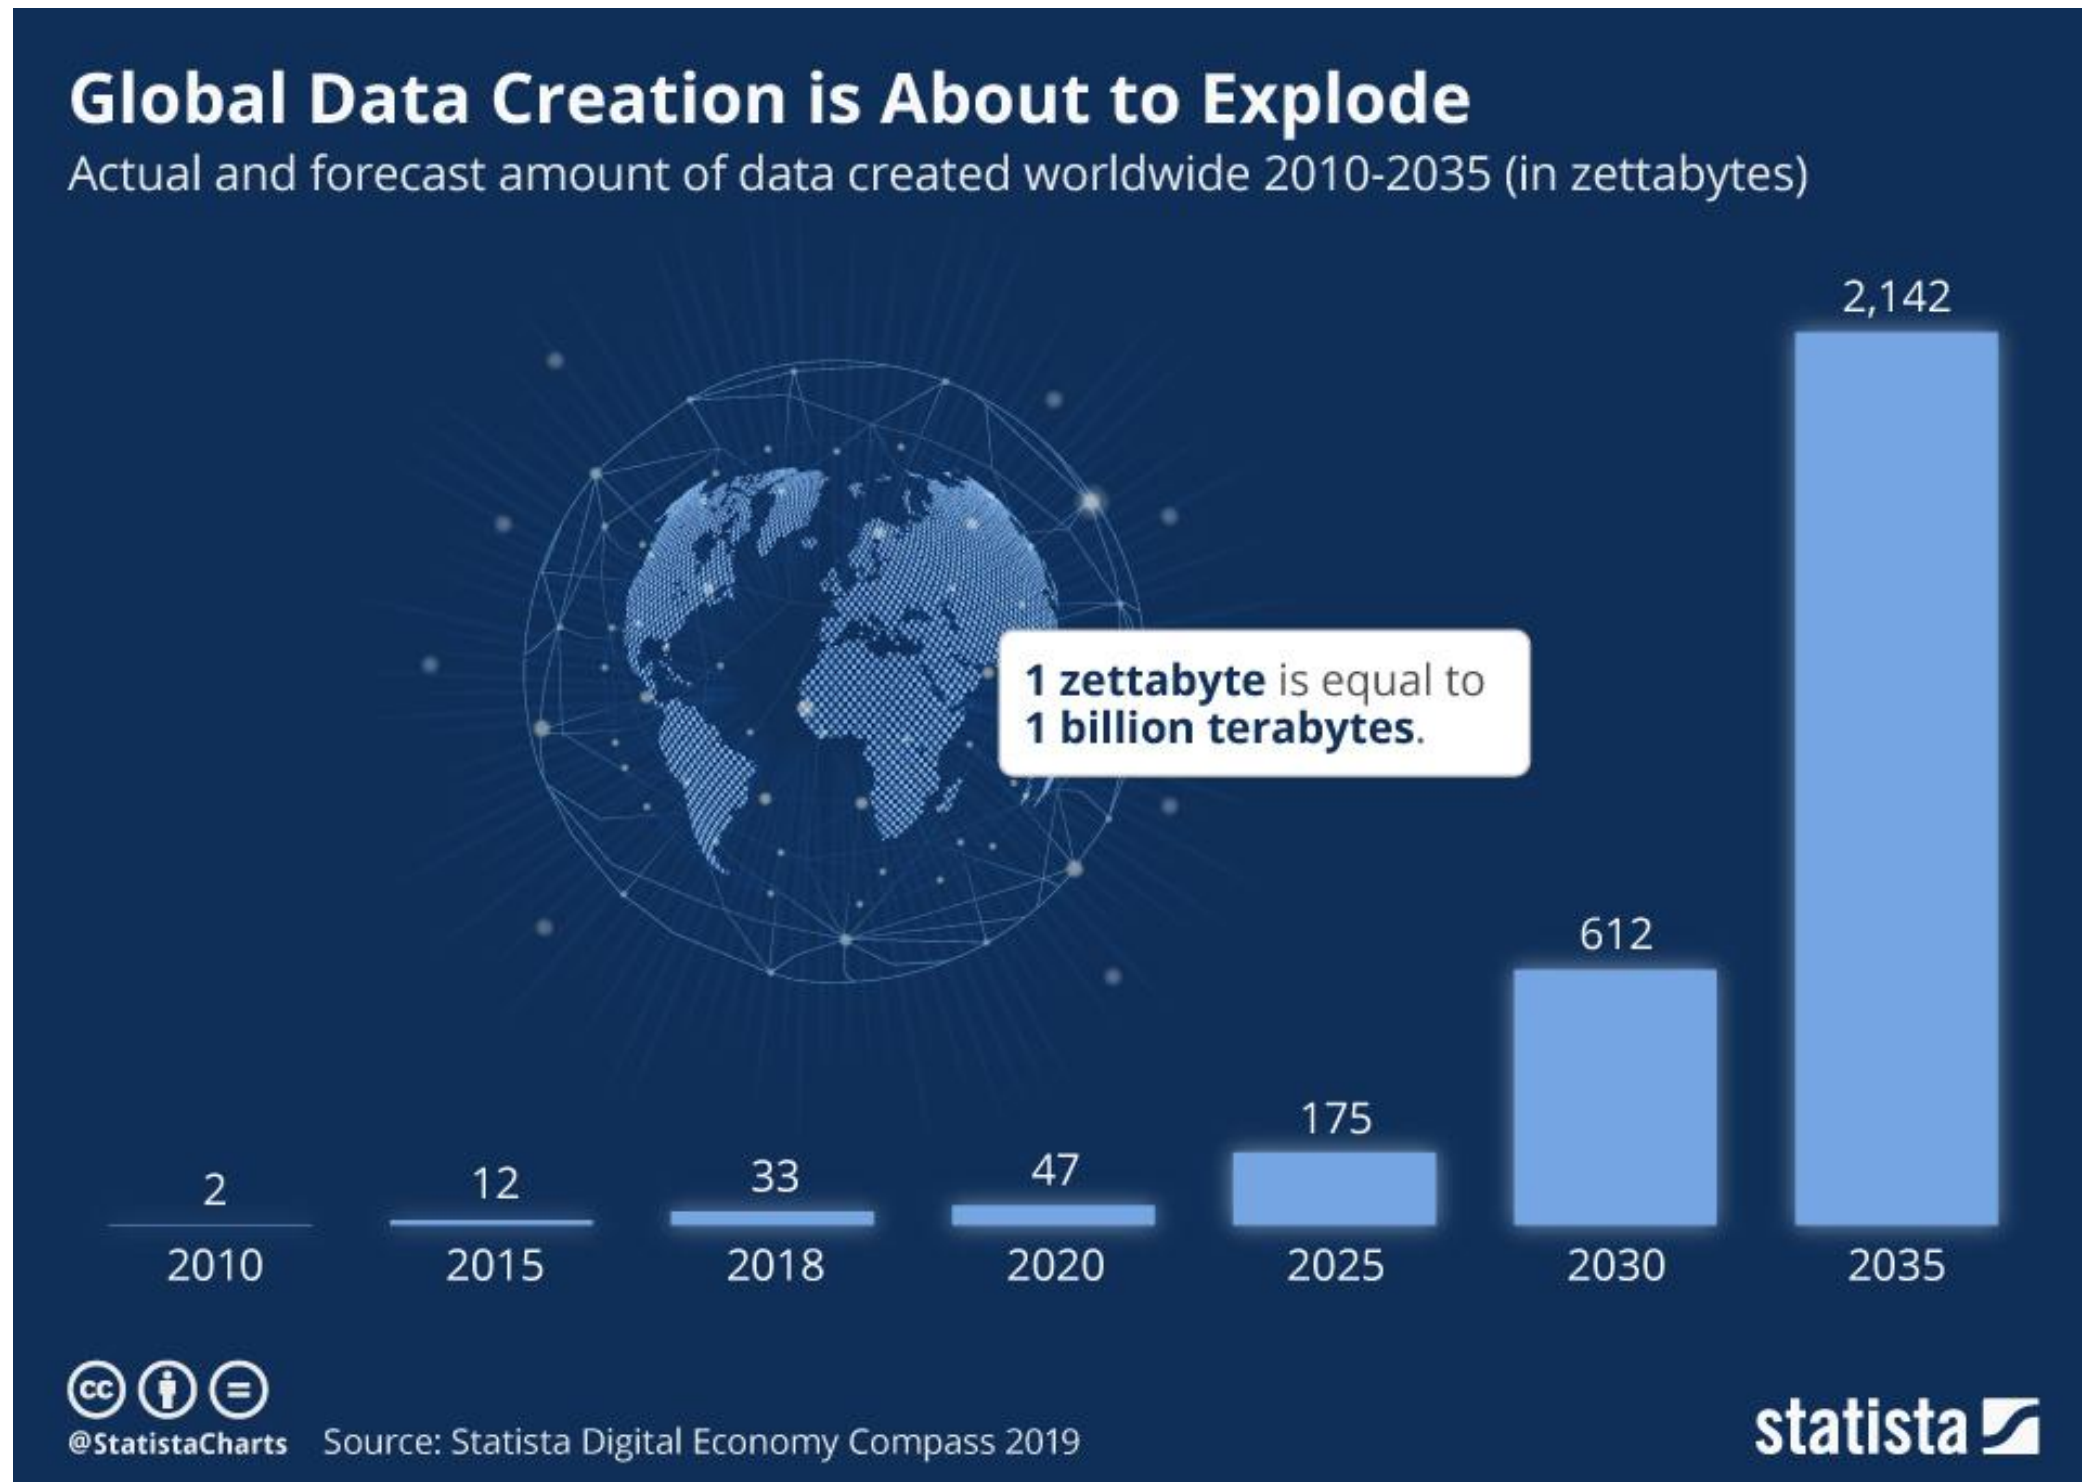 Global Data Creation is About to Explode
Actual and forecast amount of data created worldwide 2010-2035 (in zettabytes)
2,142
1 zettabyte is equal to
1 billion terabytes.
612
175
2 12 33 47
2010 2015 2018 2020 2025 2030 2035
cc
@StatistaCharts Source: Statista Digital Economy Compass 2019
statista